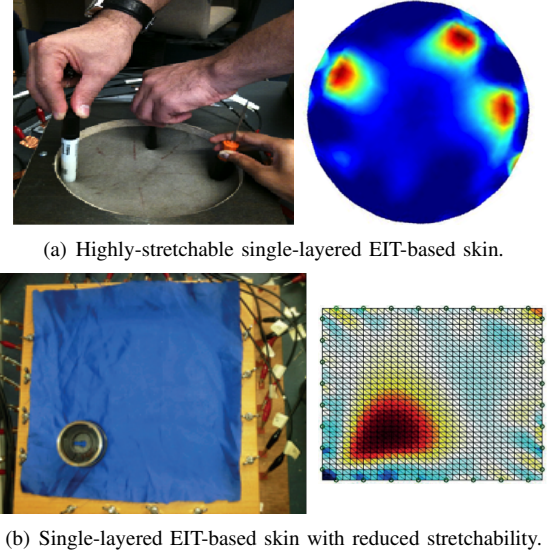 (a) Highly-stretchable single-layered EIT-based skin.
(b) Single-layered EIT-based skin with reduced stretchability.